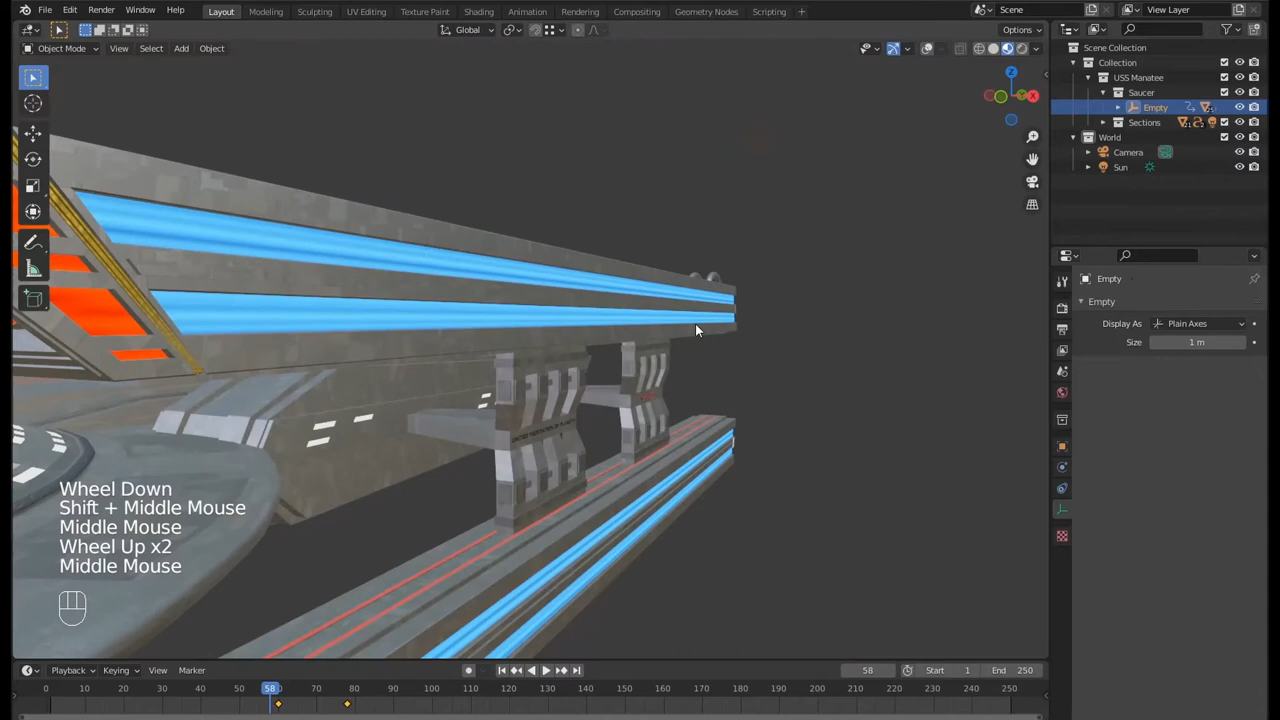 File Edit Render Window Help Layout Modeling Sculpting UV Editing Texture Paint Shading Animation Rendering Compositing Geometry Nodes Scripting + Scene View Layer
Global Options
Object Mode View Select Add Object
Scene Collection
Collection
USS Manatee
Saucer
Empty
Sections
World
Camera
Sun
Z
X
Empty
Empty
Display As Plain Axes
Size 1 m
Wheel Down
Shift + Middle Mouse
Middle Mouse
Wheel Up x2
Middle Mouse
Playback Keying View Marker 58 Start 1 End 250
0 10 20 30 40 50 58 70 80 90 100 110 120 130 140 150 160 170 180 190 200 210 220 230 240 250